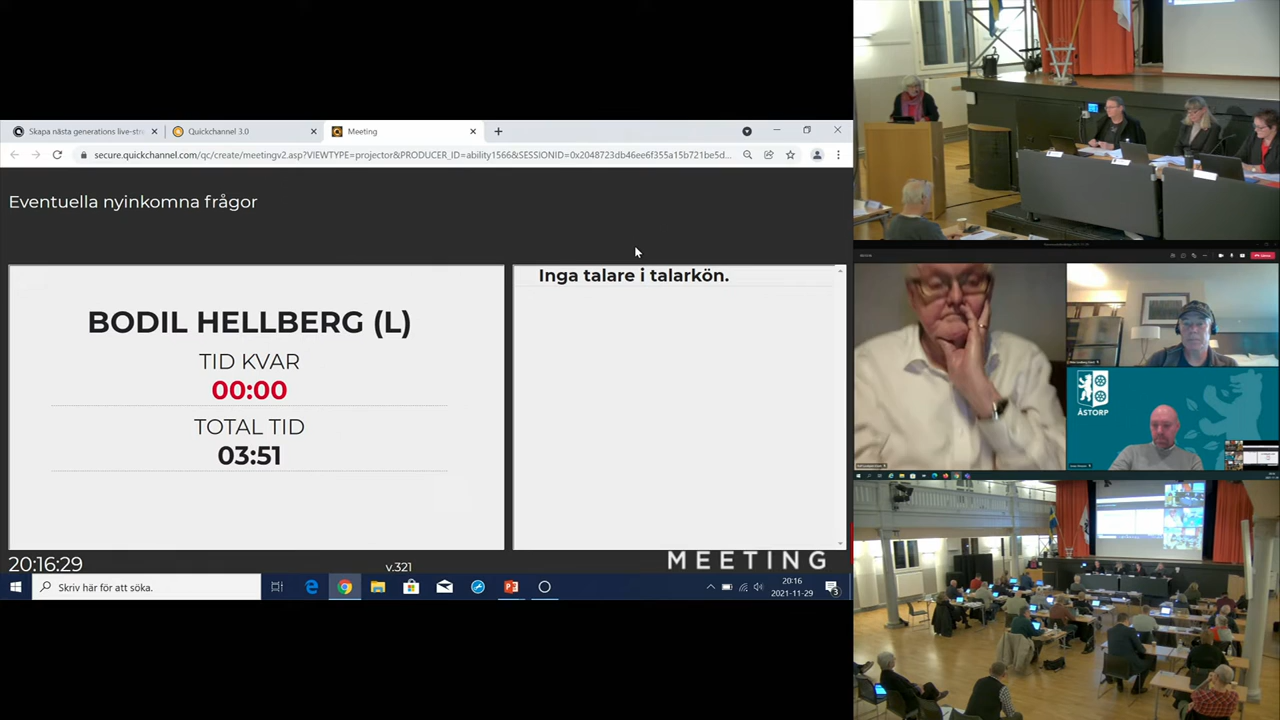 Skapa nästa generations live-stre
Quickchannel 3.0
Meeting
secure.quickchannel.com/qc/create/meetingv2.asp?VIEWTYPE=projector&PRODUCER_ID=ability1566&SESSIONID=0x2048723db46ee6f355a15b721be5d...
Eventuella nyinkomna frågor
BODIL HELLBERG (L)
TID KVAR
00:00
TOTAL TID
03:51
Inga talare i talarkön.
20:16:29
v.321
MEETING
Skriv här för att söka.
20:16
2021-11-29
3
ÅSTORP